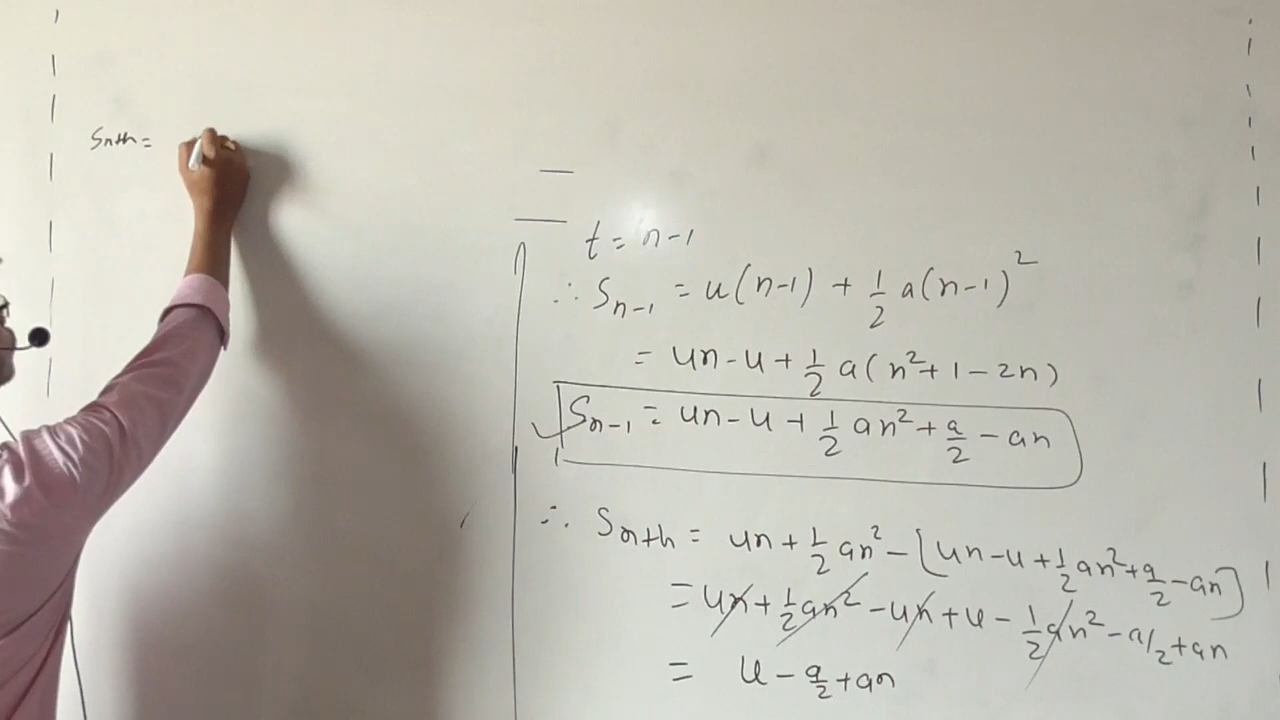 Snth =
t = n-1
∴ Sn-1 = u(n-1) + 1/2 a(n-1)²
= un - u + 1/2 a(n² + 1 - 2n)
Sn-1 = un - u + 1/2 an² + a/2 - an
∴ Snth = un + 1/2 an² - [un - u + 1/2 an² + a/2 - an]
= un + 1/2 an² - un + u - 1/2 an² - a/2 + an
= u - a/2 + an